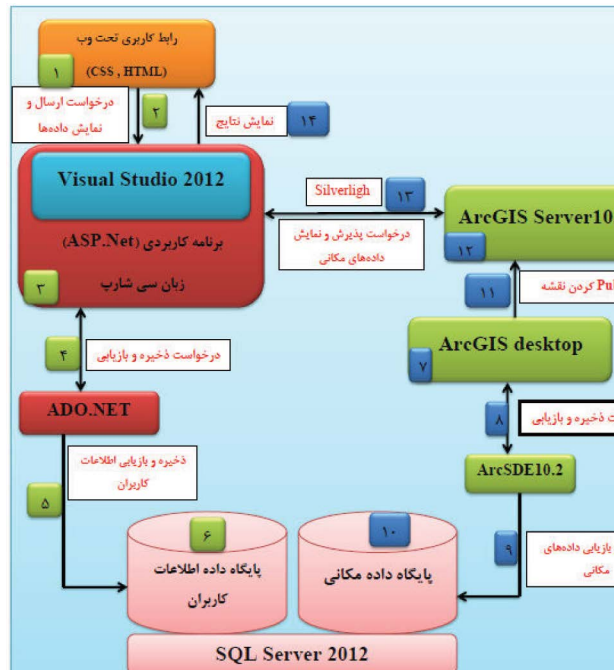 رابط کاربری تحت وب
(CSS , HTML)
۱
درخواست ارسال و
نمایش داده‌ها
۲
نمایش نتایج
۱۴
Visual Studio 2012
برنامه کاربردی (ASP.Net)
زبان سی شارپ
۳
Silverligh
۱۳
درخواست پذیرش و نمایش
داده‌های مکانی
ArcGIS Server10
۱۲
۱۱
کردن نقشه
ArcGIS desktop
۷
۴
درخواست ذخیره و بازیابی
۸
ذخیره و بازیابی
ADO.NET
ArcSDE10.2
ذخیره و بازیابی اطلاعات
کاربران
۵
۹
بازیابی داده‌های
مکانی
۶
پایگاه داده اطلاعات
کاربران
۱۰
پایگاه داده مکانی
SQL Server 2012